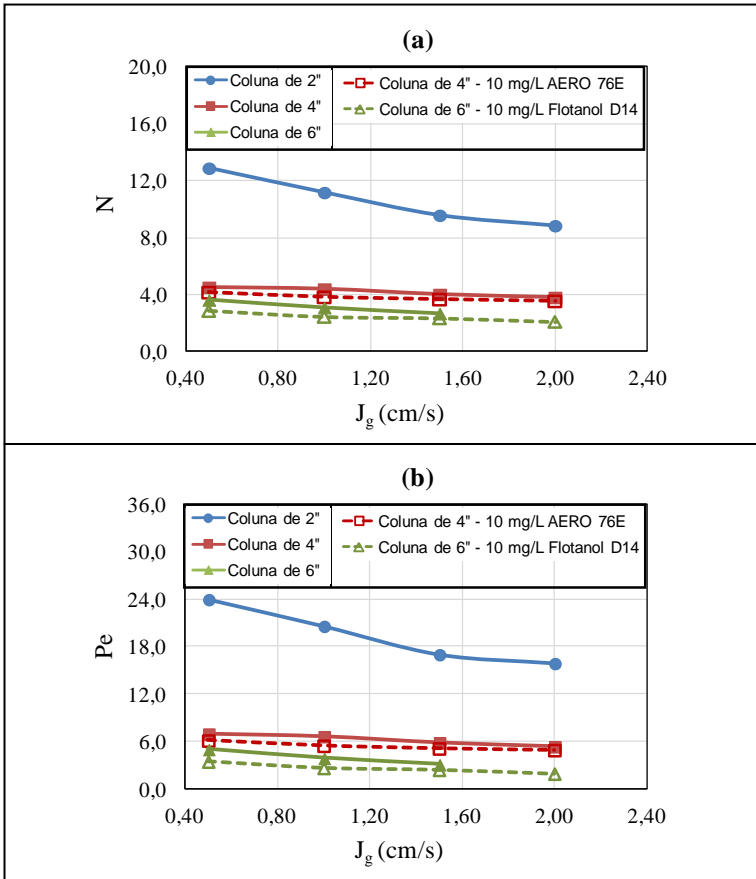 (a)
20,0
16,0
12,0
8,0
4,0
0,0
N
Coluna de 2"
Coluna de 4"
Coluna de 6"
Coluna de 4" - 10 mg/L AERO 76E
Coluna de 6" - 10 mg/L Flotanol D14
0,40 0,80 1,20 1,60 2,00 2,40
Jg (cm/s)
(b)
36,0
30,0
24,0
18,0
12,0
6,0
0,0
Pe
Coluna de 2"
Coluna de 4"
Coluna de 6"
Coluna de 4" - 10 mg/L AERO 76E
Coluna de 6" - 10 mg/L Flotanol D14
0,40 0,80 1,20 1,60 2,00 2,40
Jg (cm/s)